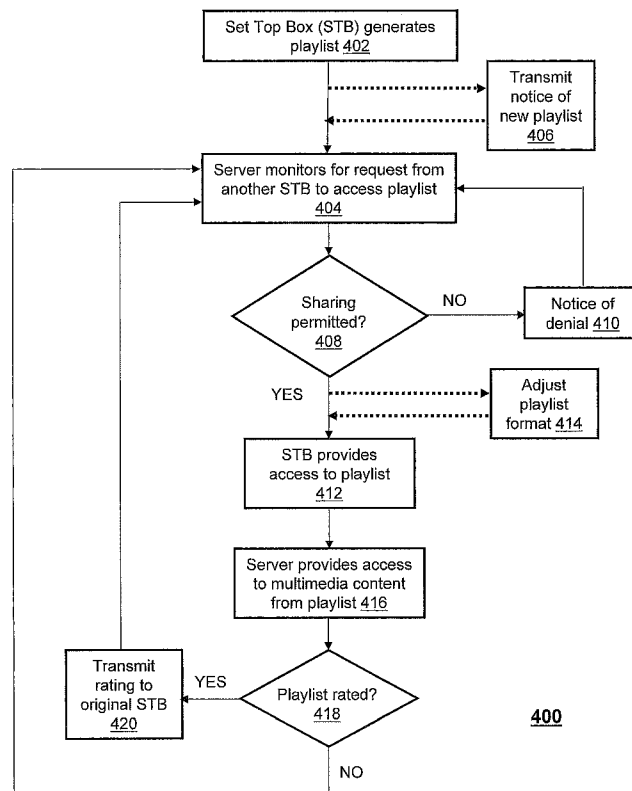 Set Top Box (STB) generates
playlist 402
Transmit
notice of
new playlist
406
Server monitors for request from
another STB to access playlist
404
Sharing
permitted?
408
NO
Notice of
denial 410
YES
Adjust
playlist
format 414
STB provides
access to playlist
412
Server provides access
to multimedia content
from playlist 416
Transmit
rating to
original STB
420
YES
Playlist rated?
418
400
NO